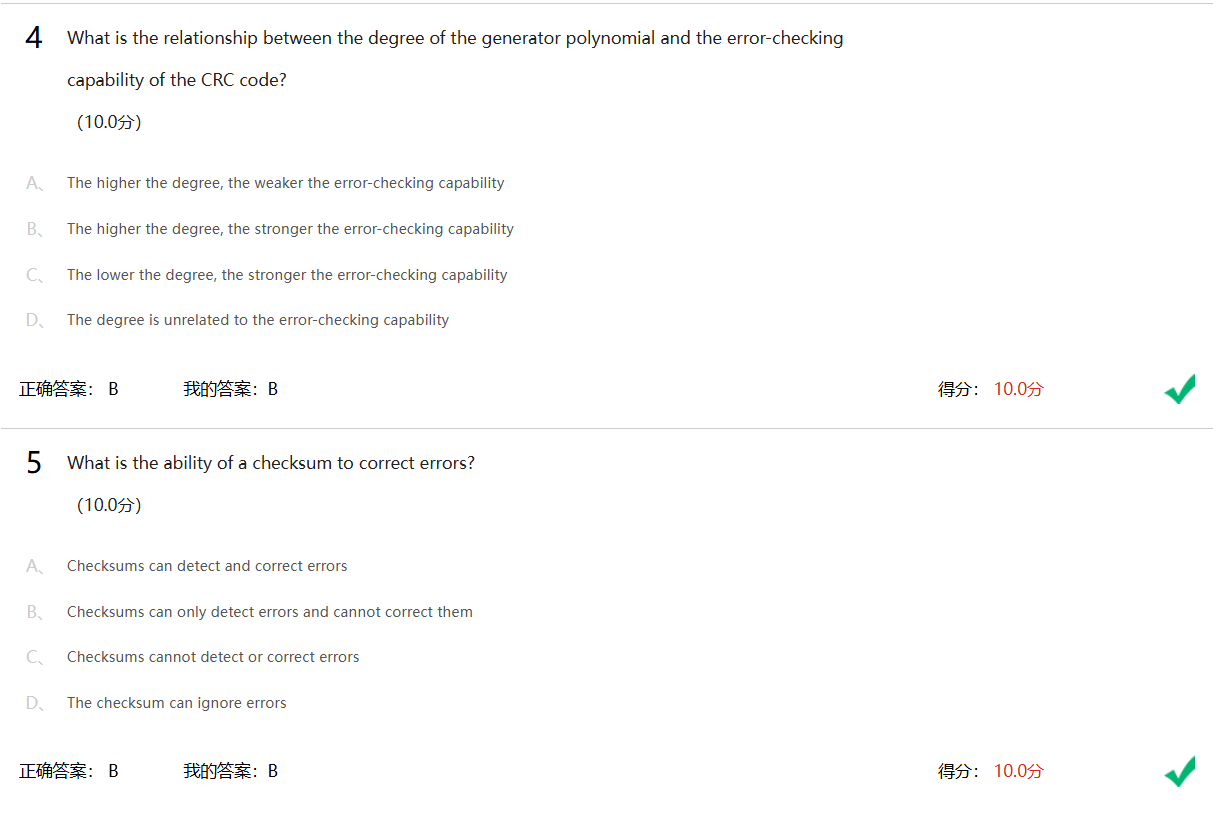 4 What is the relationship between the degree of the generator polynomial and the error-checking
capability of the CRC code?
(10.0分)
A、 The higher the degree, the weaker the error-checking capability
B、 The higher the degree, the stronger the error-checking capability
C、 The lower the degree, the stronger the error-checking capability
D、 The degree is unrelated to the error-checking capability
正确答案： B 我的答案：B 得分： 10.0分
5 What is the ability of a checksum to correct errors?
(10.0分)
A、 Checksums can detect and correct errors
B、 Checksums can only detect errors and cannot correct them
C、 Checksums cannot detect or correct errors
D、 The checksum can ignore errors
正确答案： B 我的答案：B 得分： 10.0分